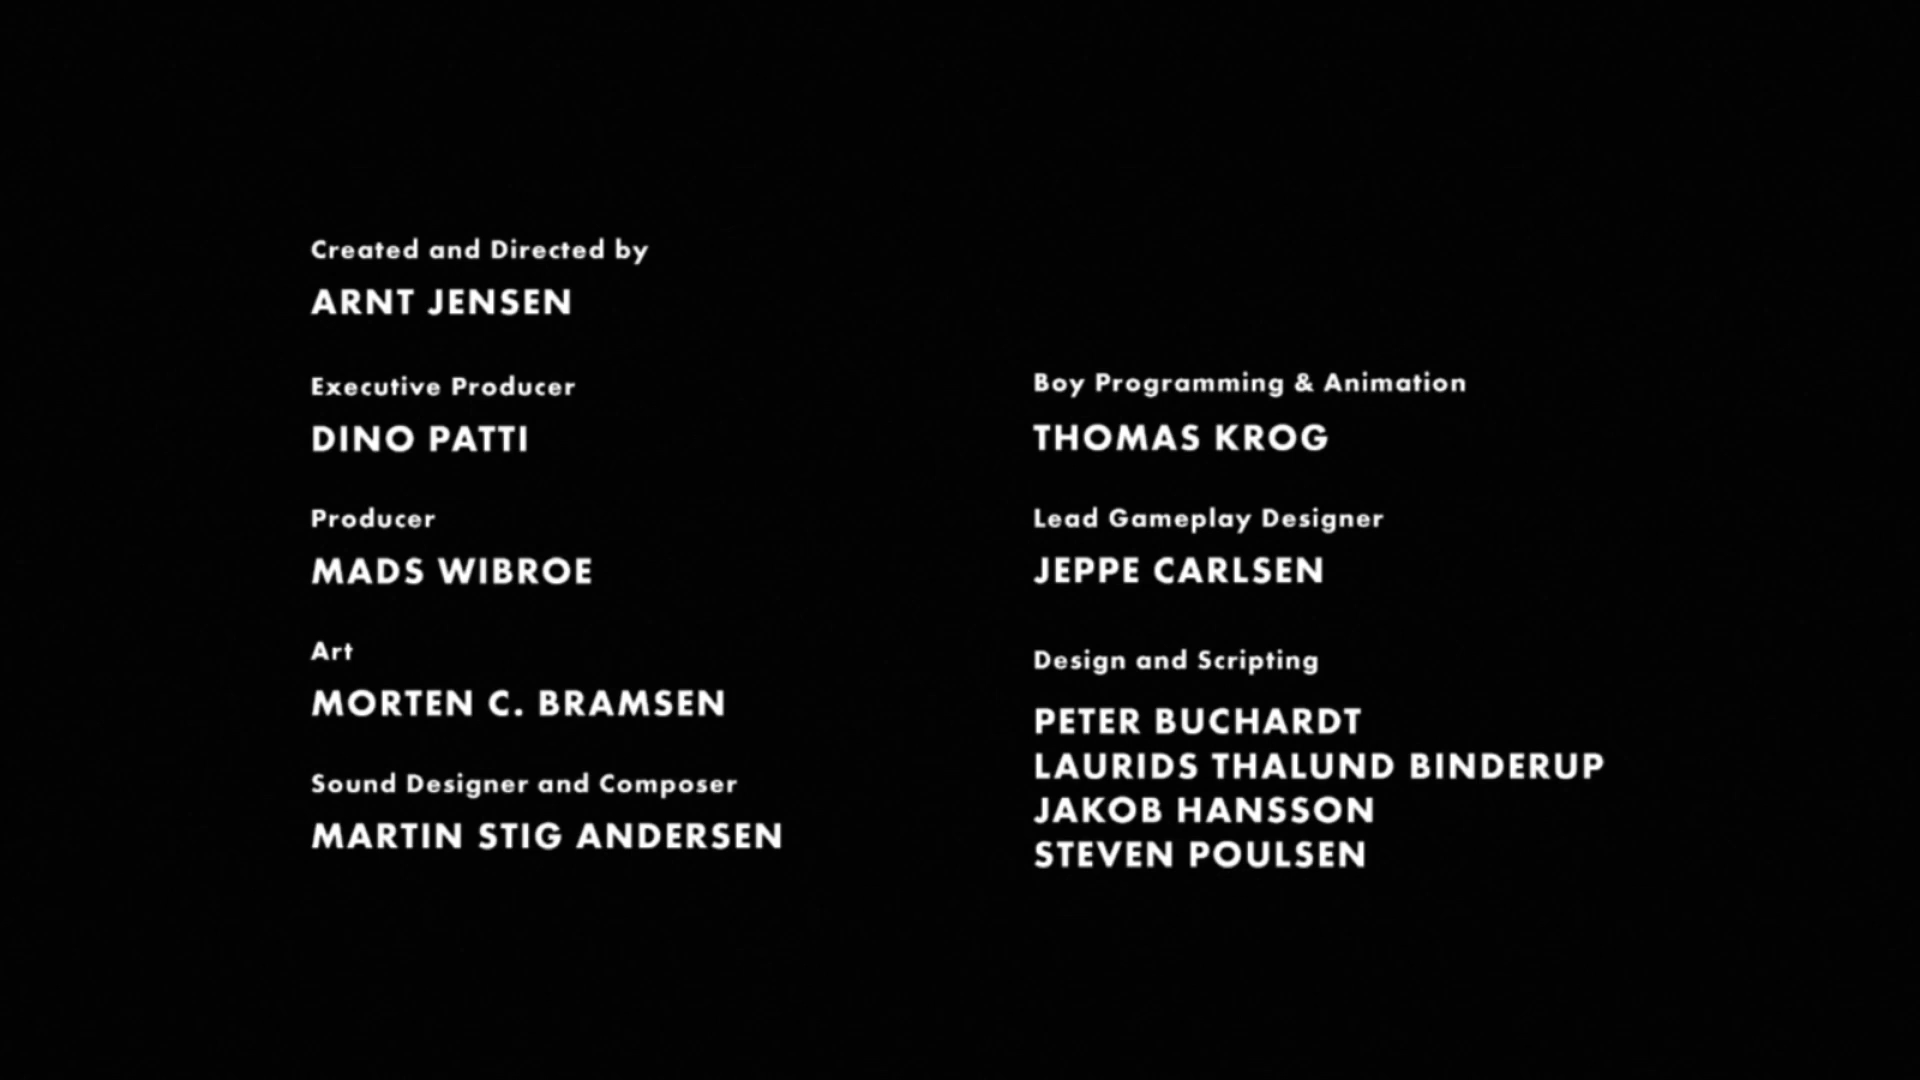 Created and Directed by
ARNT JENSEN
Executive Producer
DINO PATTI
Producer
MADS WIBROE
Art
MORTEN C. BRAMSEN
Sound Designer and Composer
MARTIN STIG ANDERSEN
Boy Programming & Animation
THOMAS KROG
Lead Gameplay Designer
JEPPE CARLSEN
Design and Scripting
PETER BUCHARDT
LAURIDS THALUND BINDERUP
JAKOB HANSSON
STEVEN POULSEN